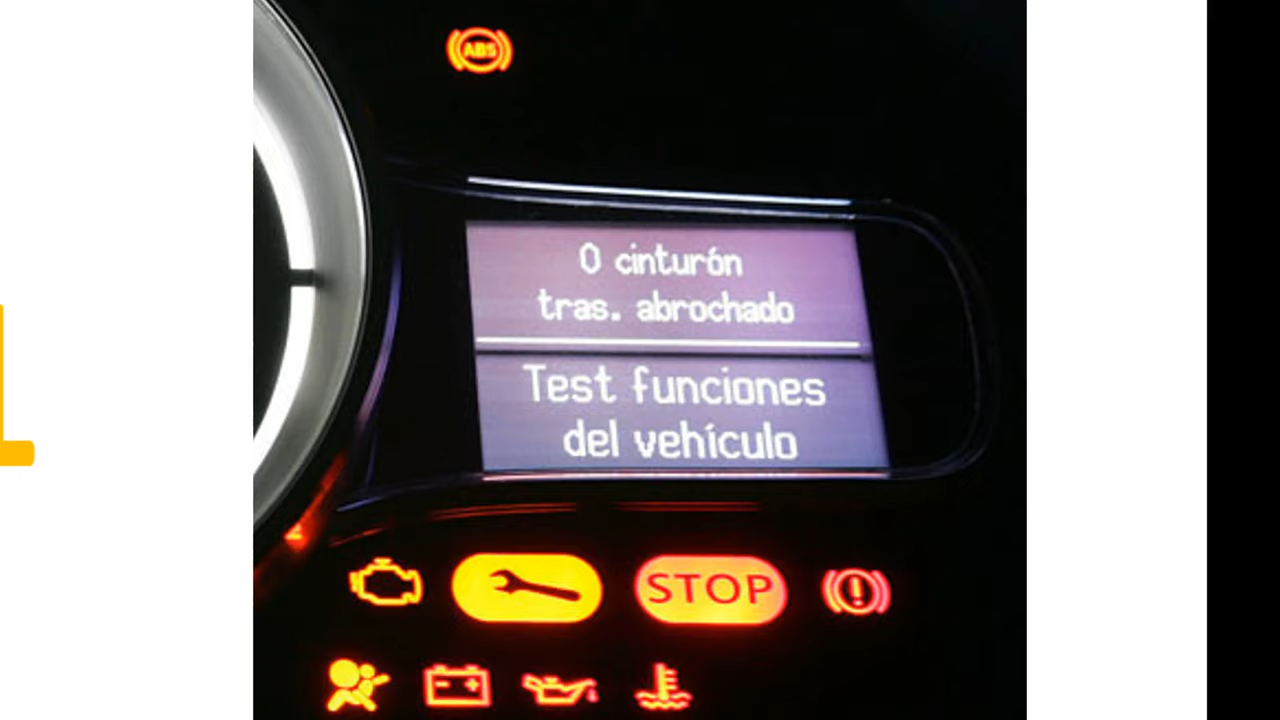 ABS
0 cinturón
tras. abrochado
Test funciones
del vehículo
STOP